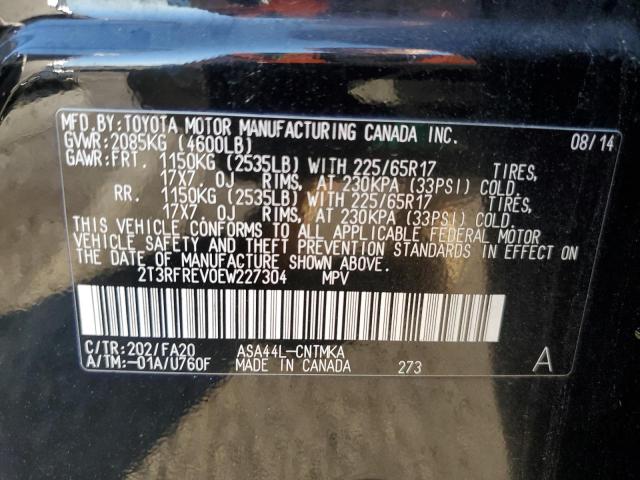 MFD.BY:TOYOTA MOTOR MANUFACTURING CANADA INC. 08/14
GVWR:2085KG (4600LB)
GAWR:FRT. 1150KG (2535LB) WITH 225/65R17 TIRES,
17X7.0J RIMS, AT 230KPA (33PSI) COLD.
RR. 1150KG (2535LB) WITH 225/65R17 TIRES,
17X7.0J RIMS, AT 230KPA (33PSI) COLD.
THIS VEHICLE CONFORMS TO ALL APPLICABLE FEDERAL MOTOR
VEHICLE SAFETY AND THEFT PREVENTION STANDARDS IN EFFECT
ON THE DATE OF MANUFACTURE SHOWN ABOVE.
2T3RFREV0EW227304 MPV
C/TR:202/FA20 ASA44L-CNTMKA
A/TM:-01A/U760F MADE IN CANADA 273 A